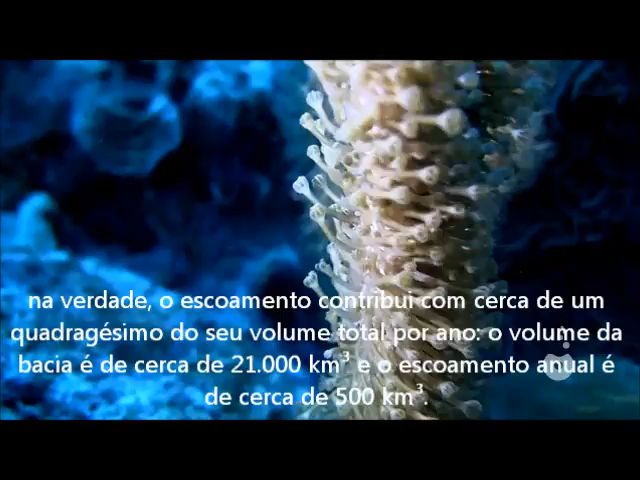 na verdade, o escoamento contribui com cerca de um
quadragésimo do seu volume total por ano: o volume da
bacia é de cerca de 21.000 km³ e o escoamento anual é
de cerca de 500 km³.